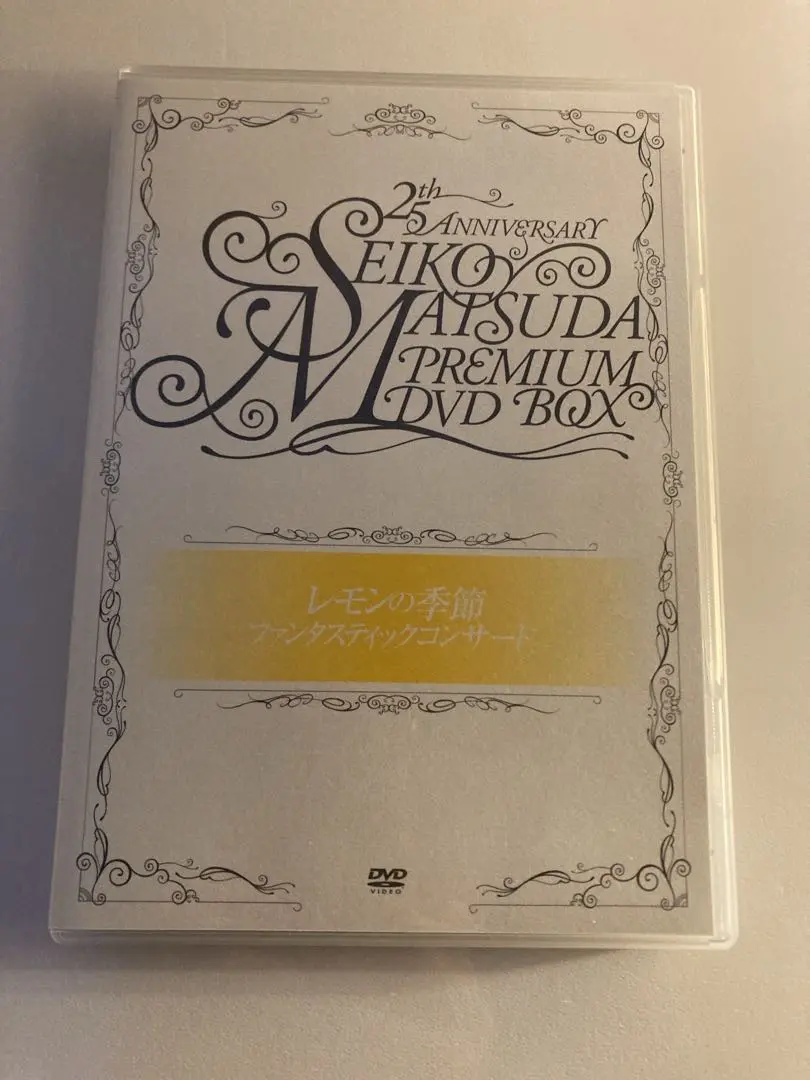 25th ANNIVERSARY
SEIKO
MATSUDA
PREMIUM
DVD BOX
レモンの季節
ファンタスティックコンサート
DVD
VIDEO